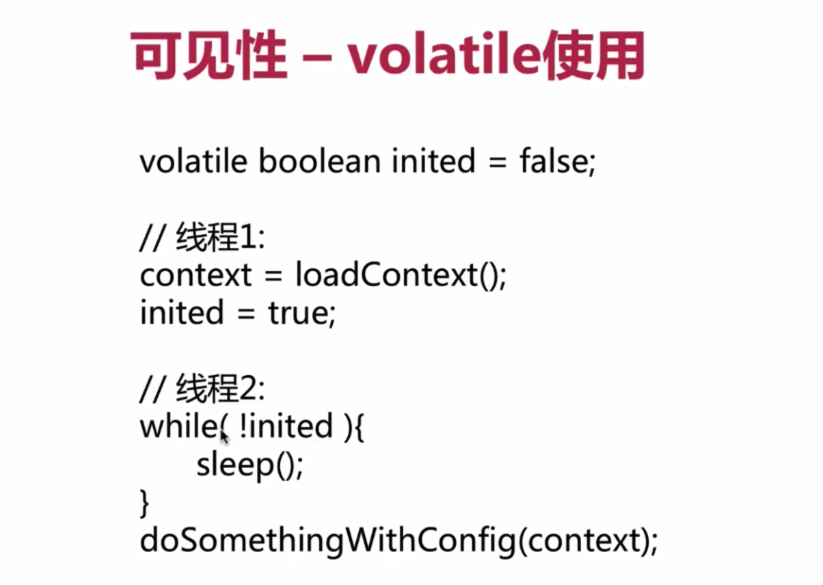 可见性 – volatile使用
volatile boolean inited = false;
// 线程1:
context = loadContext();
inited = true;
// 线程2:
while( !inited ){
sleep();
}
doSomethingWithConfig(context);